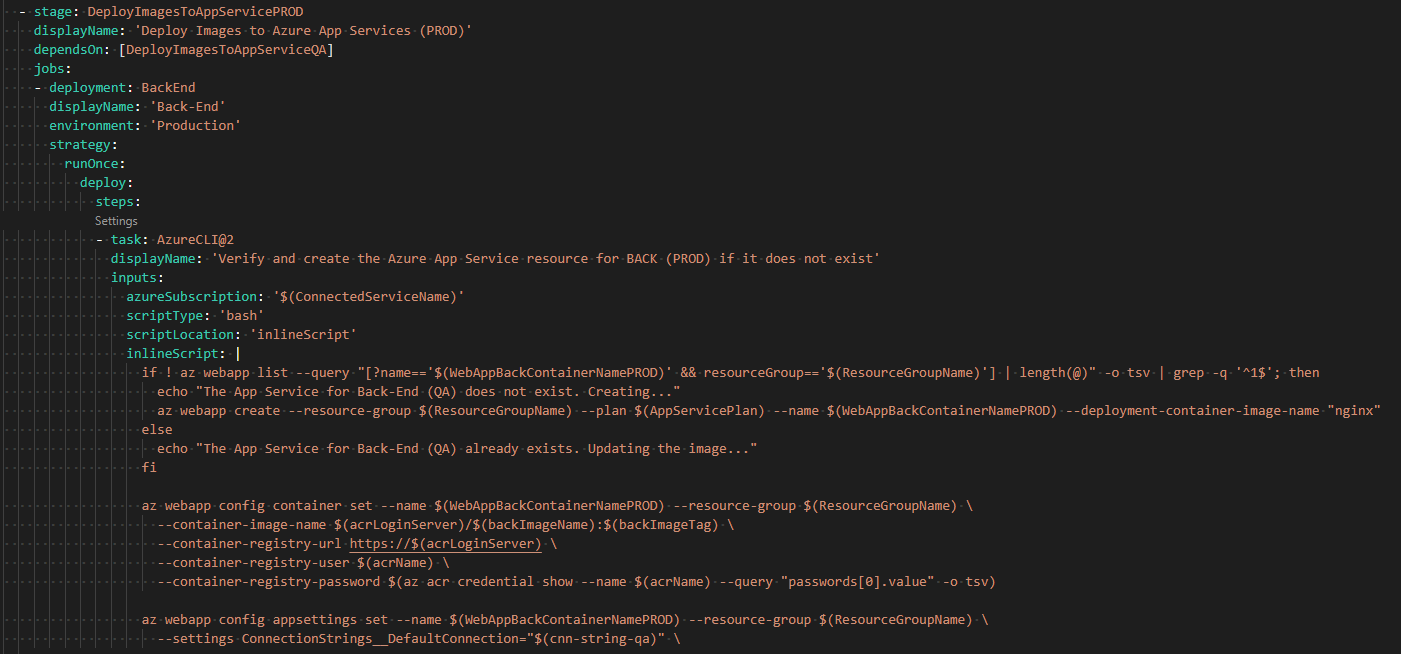 - stage: DeployImagesToAppServicePROD
displayName: 'Deploy Images to Azure App Services (PROD)'
dependsOn: [DeployImagesToAppServiceQA]
jobs:
- deployment: BackEnd
displayName: 'Back-End'
environment: 'Production'
strategy:
runOnce:
deploy:
steps:
Settings
- task: AzureCLI@2
displayName: 'Verify and create the Azure App Service resource for BACK (PROD) if it does not exist'
inputs:
azureSubscription: '$(ConnectedServiceName)'
scriptType: 'bash'
scriptLocation: 'inlineScript'
inlineScript: |
if ! az webapp list --query "[?name=='$(WebAppBackContainerNamePROD)' && resourceGroup=='$(ResourceGroupName)'] | length(@)" -o tsv | grep -q '^1$'; then
echo "The App Service for Back-End (QA) does not exist. Creating..."
az webapp create --resource-group $(ResourceGroupName) --plan $(AppServicePlan) --name $(WebAppBackContainerNamePROD) --deployment-container-image-name "nginx"
else
echo "The App Service for Back-End (QA) already exists. Updating the image..."
fi
az webapp config container set --name $(WebAppBackContainerNamePROD) --resource-group $(ResourceGroupName) \
--container-image-name $(acrLoginServer)/$(backImageName):$(backImageTag) \
--container-registry-url https://$(acrLoginServer) \
--container-registry-user $(acrName) \
--container-registry-password $(az acr credential show --name $(acrName) --query "passwords[0].value" -o tsv)
az webapp config appsettings set --name $(WebAppBackContainerNamePROD) --resource-group $(ResourceGroupName) \
--settings ConnectionStrings__DefaultConnection="$(cnn-string-qa)" \